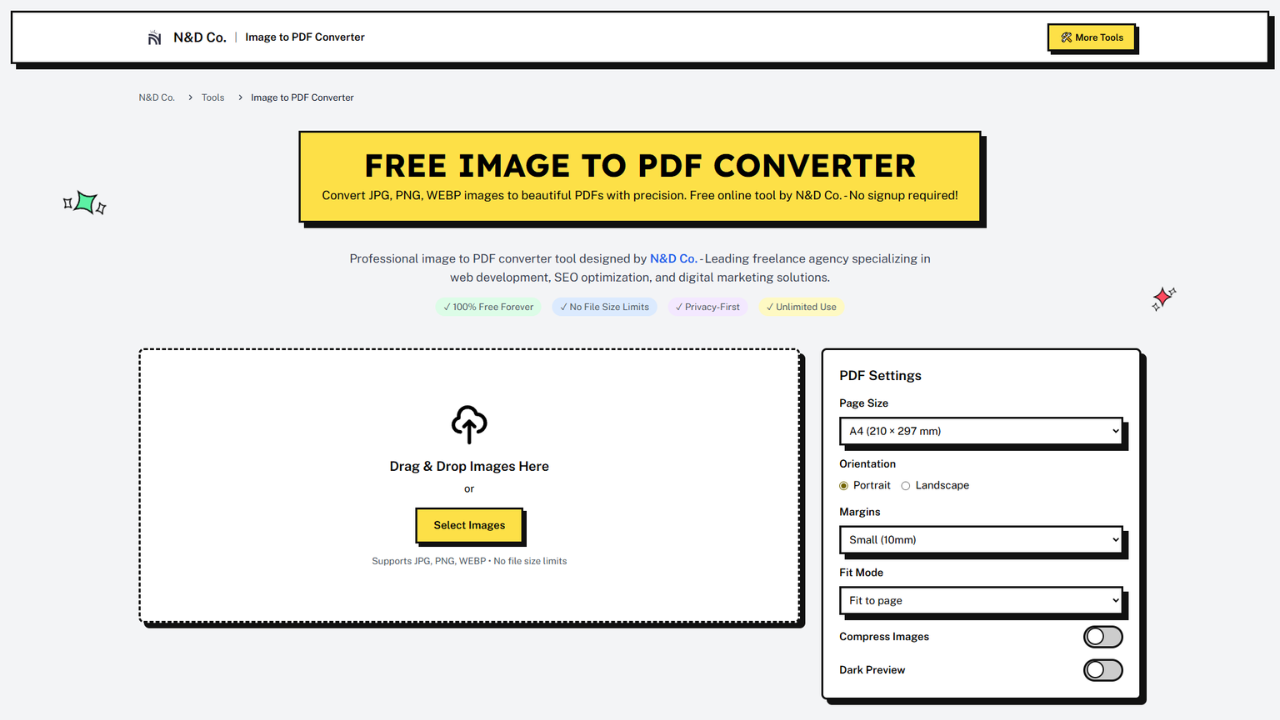 N&D Co. | Image to PDF Converter
More Tools
N&D Co. > Tools > Image to PDF Converter
FREE IMAGE TO PDF CONVERTER
Convert JPG, PNG, WEBP images to beautiful PDFs with precision. Free online tool by N&D Co. - No signup required!
Professional image to PDF converter tool designed by N&D Co. - Leading freelance agency specializing in
web development, SEO optimization, and digital marketing solutions.
✓ 100% Free Forever
✓ No File Size Limits
✓ Privacy-First
✓ Unlimited Use
Drag & Drop Images Here
or
Select Images
Supports JPG, PNG, WEBP • No file size limits
PDF Settings
Page Size
A4 (210 × 297 mm)
Orientation
Portrait
Landscape
Margins
Small (10mm)
Fit Mode
Fit to page
Compress Images
Dark Preview